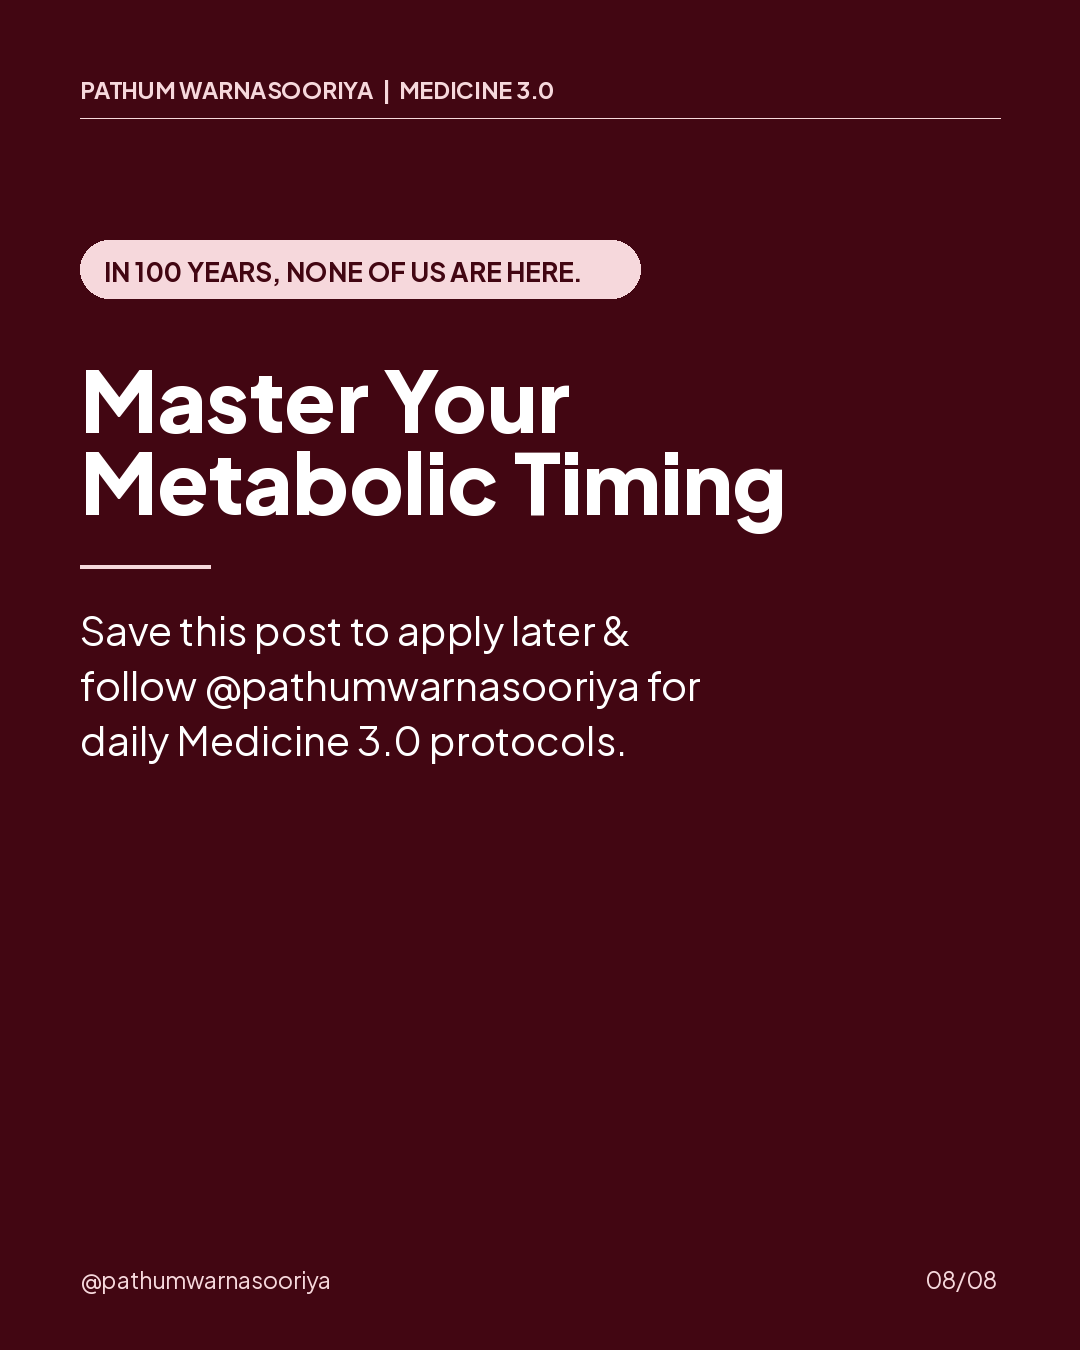 PATHUM WARNASOORIYA | MEDICINE 3.0
IN 100 YEARS, NONE OF US ARE HERE.
Master Your
Metabolic Timing
Save this post to apply later &
follow @pathumwarnasooriya for
daily Medicine 3.0 protocols.
@pathumwarnasooriya
08/08